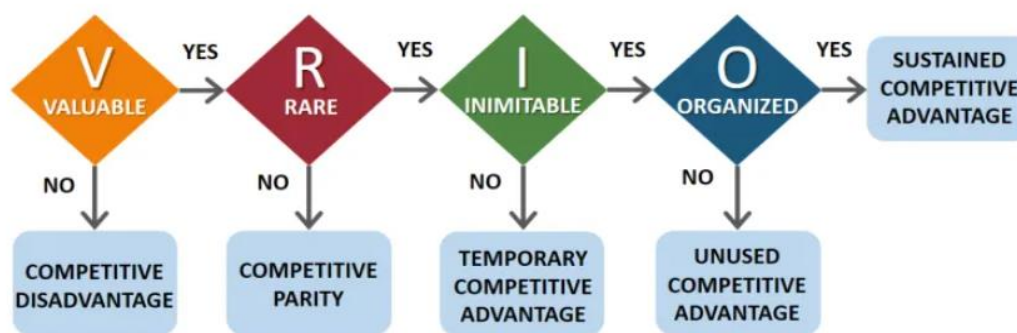 V
VALUABLE
YES
R
RARE
YES
I
INIMITABLE
YES
O
ORGANIZED
YES
SUSTAINED
COMPETITIVE
ADVANTAGE
NO
NO
NO
NO
COMPETITIVE
DISADVANTAGE
COMPETITIVE
PARITY
TEMPORARY
COMPETITIVE
ADVANTAGE
UNUSED
COMPETITIVE
ADVANTAGE